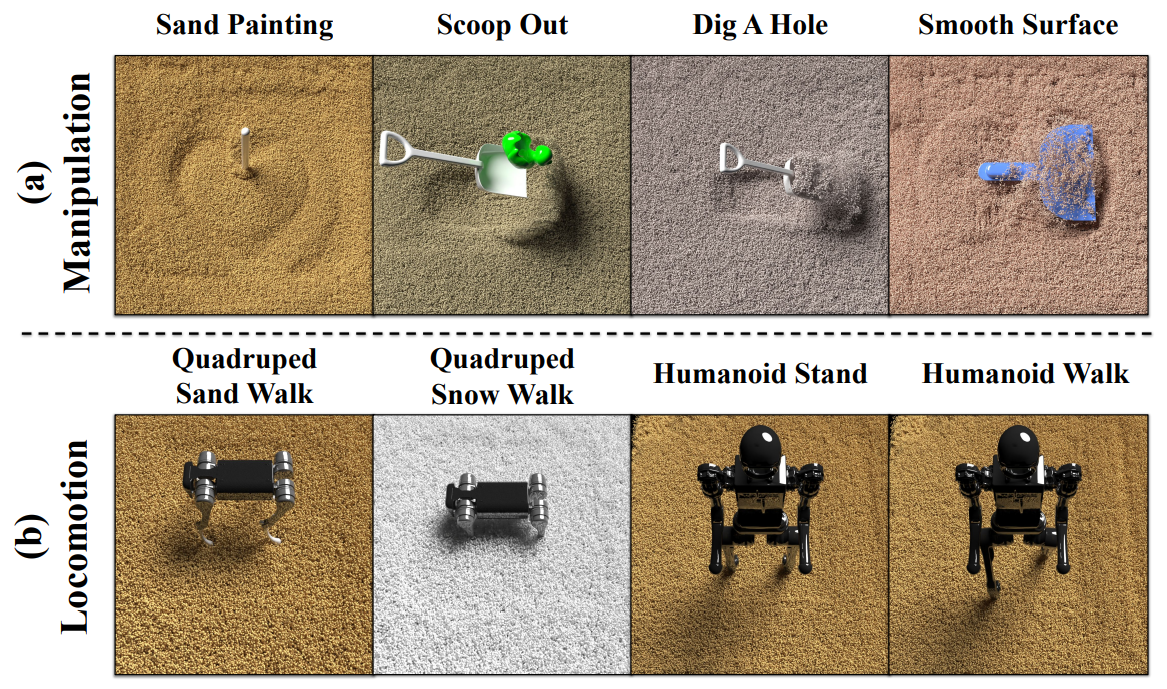 Sand Painting
Scoop Out
Dig A Hole
Smooth Surface
(a)
Manipulation
Quadruped
Sand Walk
Quadruped
Snow Walk
Humanoid Stand
Humanoid Walk
(b)
Locomotion